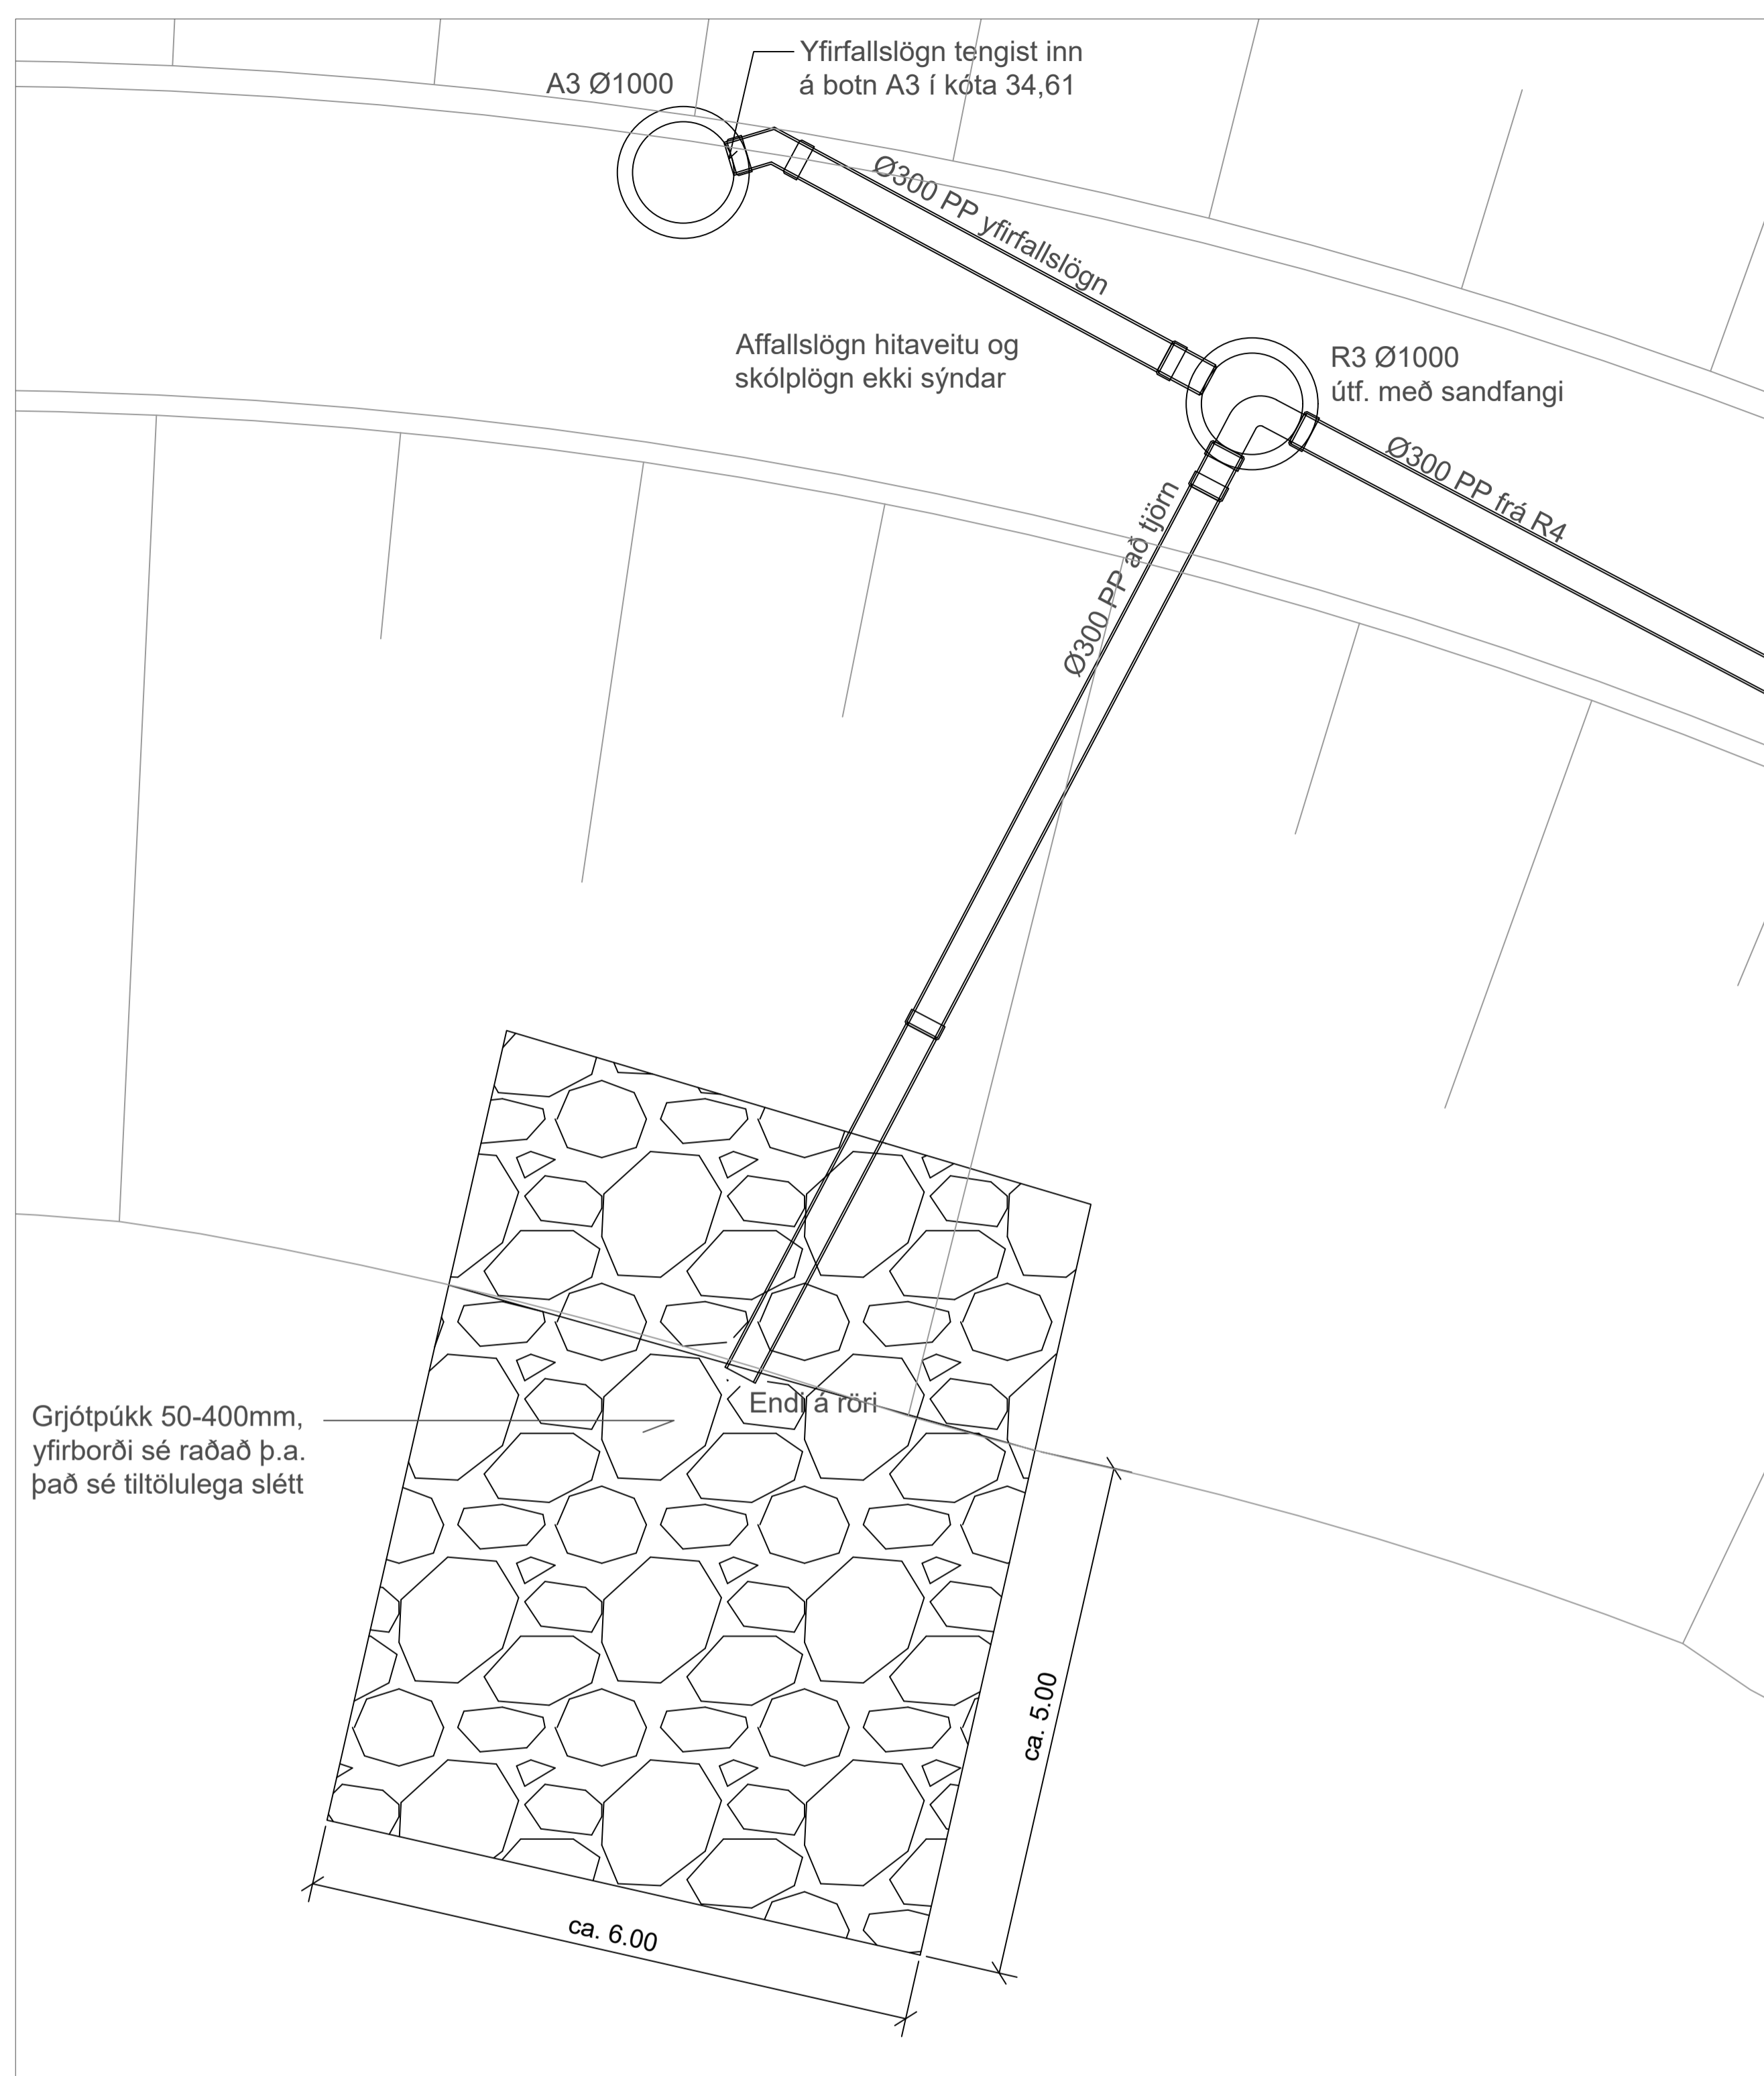 Yfirfallslögn tengist inn
á botn A3 í kóta 34,61
A3 Ø1000
Ø300 PP yfirfallslögn
Affallslögn hitaveitu og
skólplögn ekki sýndar
R3 Ø1000
útf. með sandfangi
Ø300 PP frá R4
Ø300 PP að tjörn
Endi á röri
Grjótpúkk 50-400mm,
yfirborði sé raðað þ.a.
það sé tiltölulega slétt
ca. 5.00
ca. 6.00